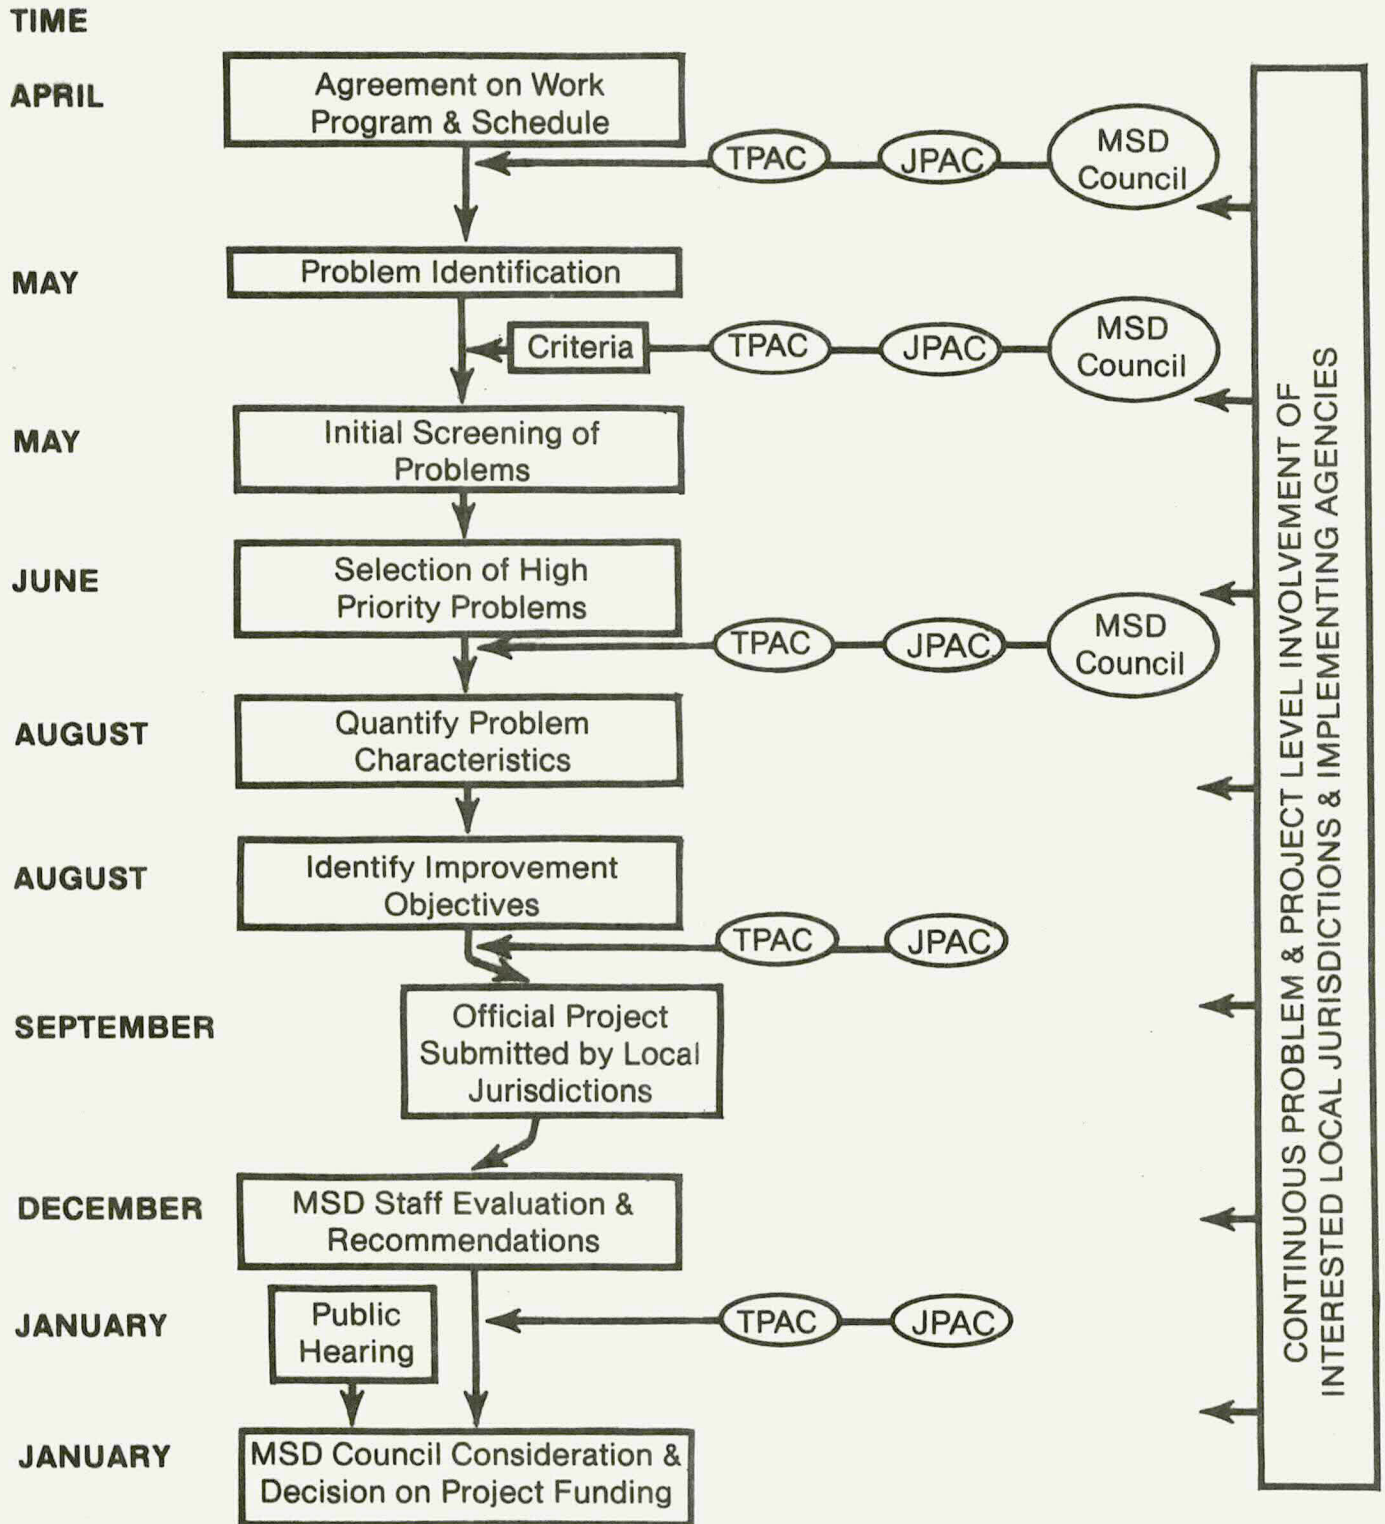 TIME
APRIL
Agreement on Work
Program & Schedule
TPAC
JPAC
MSD
Council
MAY
Problem Identification
Criteria
TPAC
JPAC
MSD
Council
MAY
Initial Screening of
Problems
JUNE
Selection of High
Priority Problems
TPAC
JPAC
MSD
Council
AUGUST
Quantify Problem
Characteristics
AUGUST
Identify Improvement
Objectives
TPAC
JPAC
SEPTEMBER
Official Project
Submitted by Local
Jurisdictions
DECEMBER
MSD Staff Evaluation &
Recommendations
JANUARY
Public
Hearing
TPAC
JPAC
JANUARY
MSD Council Consideration &
Decision on Project Funding
CONTINUOUS PROBLEM & PROJECT LEVEL INVOLVEMENT OF
INTERESTED LOCAL JURISDICTIONS & IMPLEMENTING AGENCIES